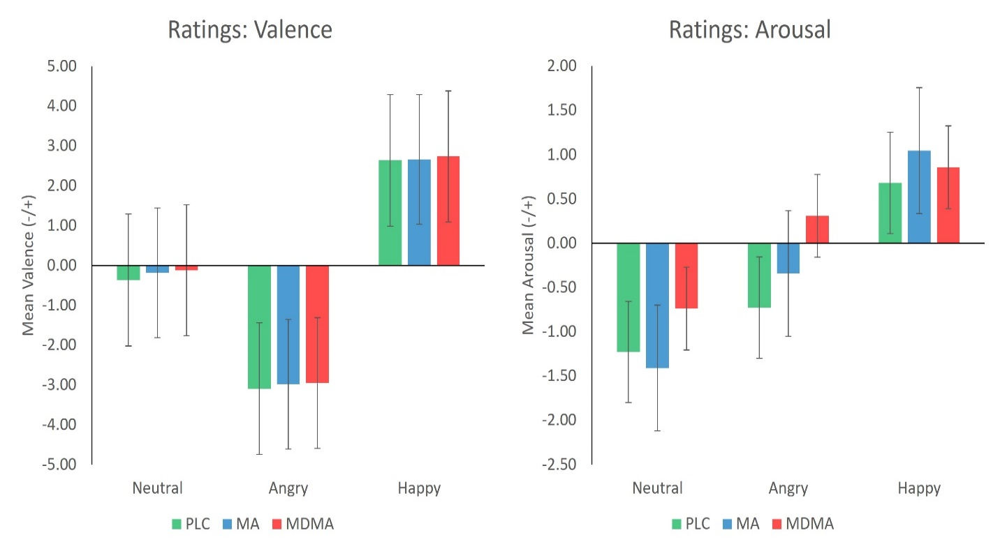 Ratings: Valence
5.00
4.00
3.00
2.00
1.00
0.00
-1.00
-2.00
-3.00
-4.00
-5.00
Mean Valence (-/+)
Neutral Angry Happy
PLC MA MDMA
Ratings: Arousal
2.00
1.50
1.00
0.50
0.00
-0.50
-1.00
-1.50
-2.00
-2.50
Mean Arousal (-/+)
Neutral Angry Happy
PLC MA MDMA